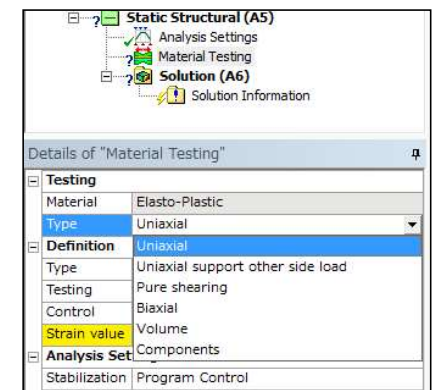 Static Structural (A5)
Analysis Settings
Material Testing
Solution (A6)
Solution Information
Details of "Material Testing"
Testing
Material Elasto-Plastic
Type Uniaxial
Definition Uniaxial
Type Uniaxial support other side load
Testing Pure shearing
Control Biaxial
Strain value Volume
Analysis Set Components
Stabilization Program Control